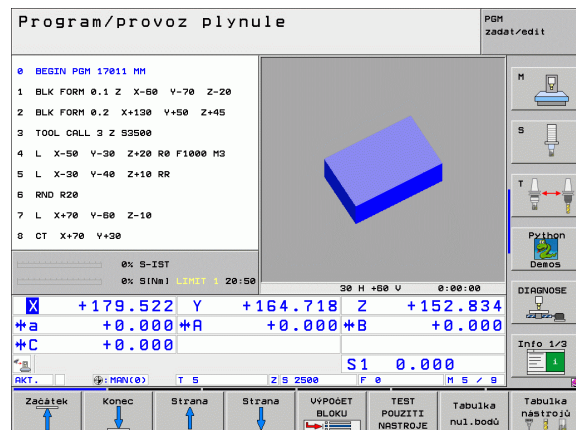 Program/provoz plynule
PGM
zadat/edit
0 BEGIN PGM 17011 MM
1 BLK FORM 0.1 Z X-60 Y-70 Z-20
2 BLK FORM 0.2 X+130 Y+50 Z+45
3 TOOL CALL 3 Z S3500
4 L X-50 Y-30 Z+20 R0 F1000 M3
5 L X-30 Y-40 Z+10 RR
6 RND R20
7 L X+70 Y-60 Z-10
8 CT X+70 Y+30
0% S-IST
0% S[Nm] LIMIT 1 20:50
30 H +60 V 0:00:00
X +179.522 Y +164.718 Z +152.834
a +0.000 A +0.000 B +0.000
C +0.000
S1 0.000
AKT. : MAN(0) T 5 Z S 2500 F 0 M 5 / 9
M
S
T
Python
Demos
DIAGNOSE
Info 1/3
Začátek
Konec
Strana
Strana
VÝPOČET
BLOKU
TEST
POUZITI
NASTROJE
Tabulka
nul.bodů
Tabulka
nástrojů